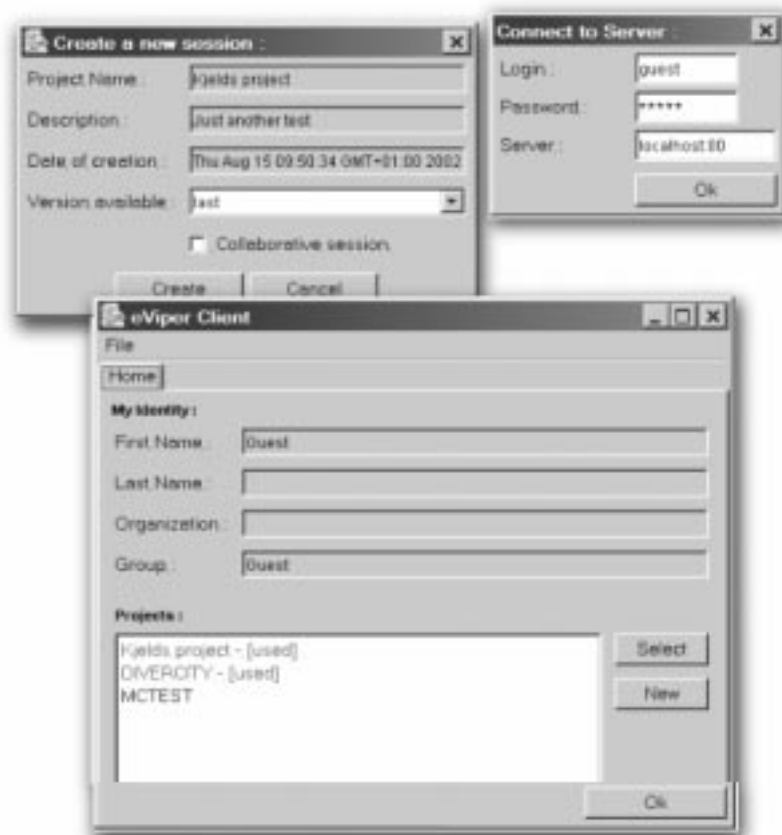 Create a new session :
Project Name : Kjelds project
Description : Just another test
Date of creation : Thu Aug 15 09:50:34 GMT+01:00 2002
Version available : last
Collaborative session.
Create Cancel
Connect to Server :
Login : guest
Password : *****
Server : localhost:80
Ok
eViper Client
File
Home
My Identity :
First Name : Guest
Last Name :
Organization :
Group : Guest
Projects :
Kjelds project - [used]
DIVERCITY - [used]
MCTEST
Select
New
Ok